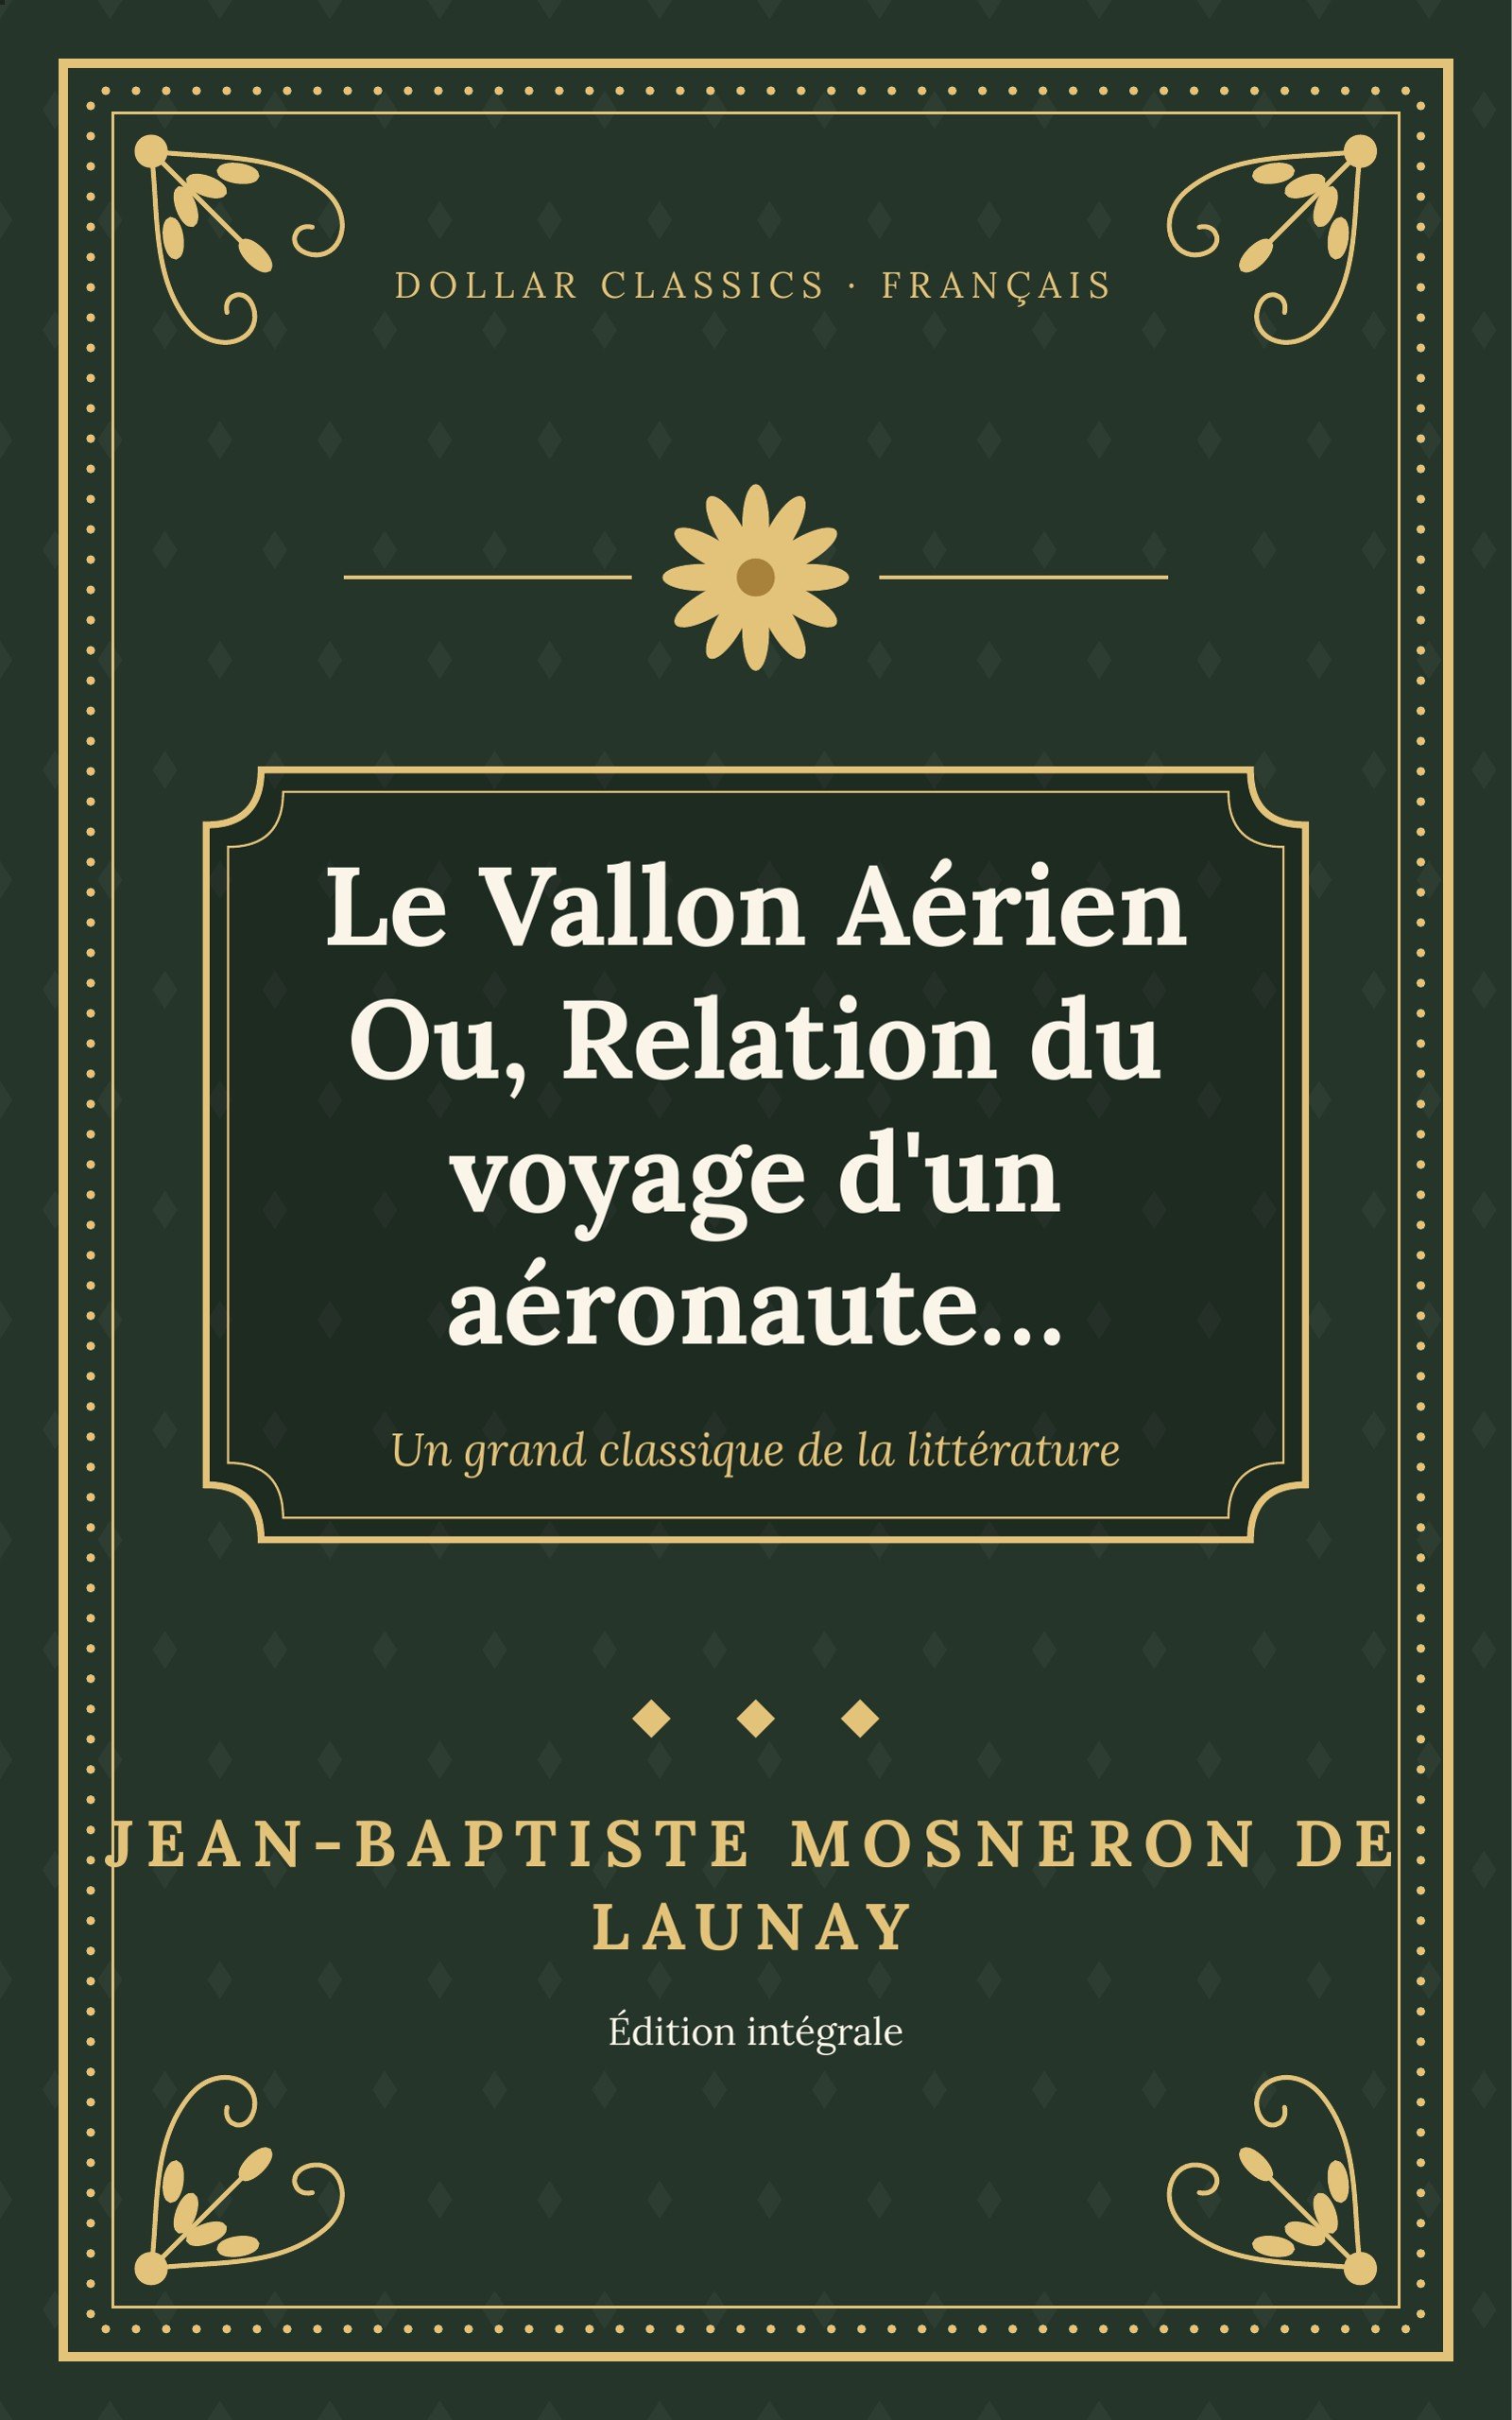 DOLLAR CLASSICS · FRANÇAIS
Le Vallon Aérien
Ou, Relation du
voyage d'un
aéronaute...
Un grand classique de la littérature
JEAN-BAPTISTE MOSNERON DE
LAUNAY
Édition intégrale